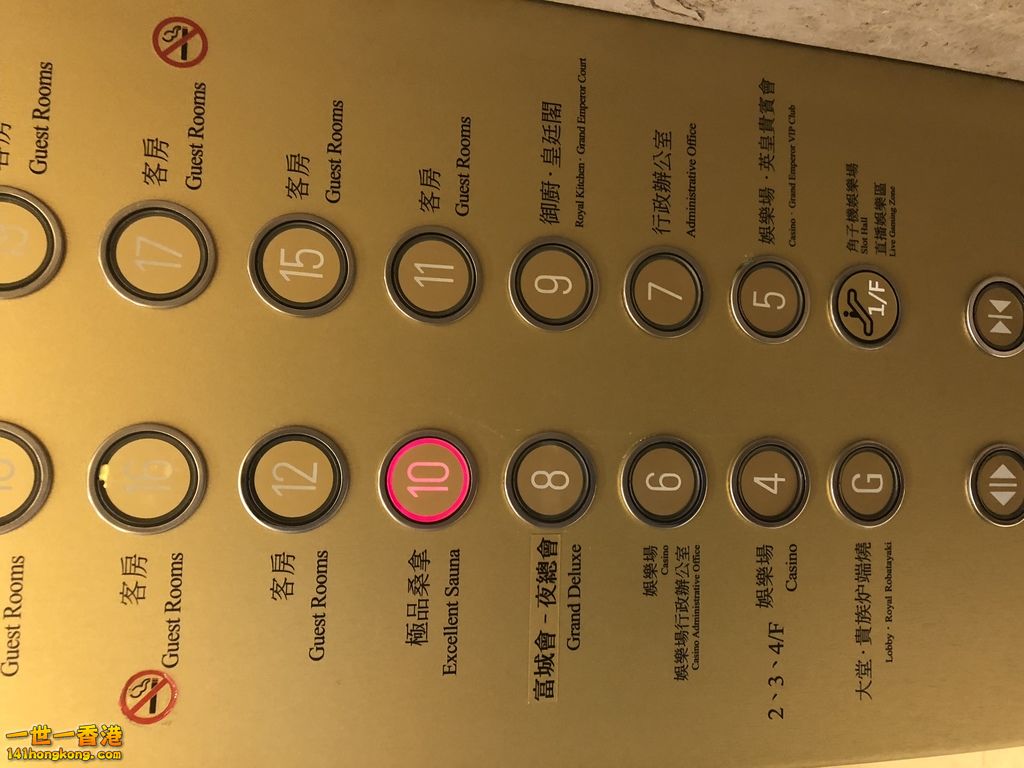 Guest Rooms
客房
Guest Rooms
客房
Guest Rooms
16
17
客房
Guest Rooms
客房
Guest Rooms
12
15
客房
Guest Rooms
極品桑拿
Excellent Sauna
10
11
客房
Guest Rooms
富城會－夜總會
Grand Deluxe
8
9
御廚·皇廷閣
Royal Kitchen · Grand Emperor Court
娛樂場
Casino
娛樂場行政辦公室
Casino Administrative Office
6
7
行政辦公室
Administrative Office
2、3、4/F 娛樂場
Casino
4
5
娛樂場·英皇貴賓會
Casino · Grand Emperor VIP Club
大堂·貴族炉端燒
Lobby · Royal Robatayaki
G
1/F
角子機娛樂場
Slot Hall
直播娛樂區
Live Gaming Zone
一世一香港
141hongkong.com